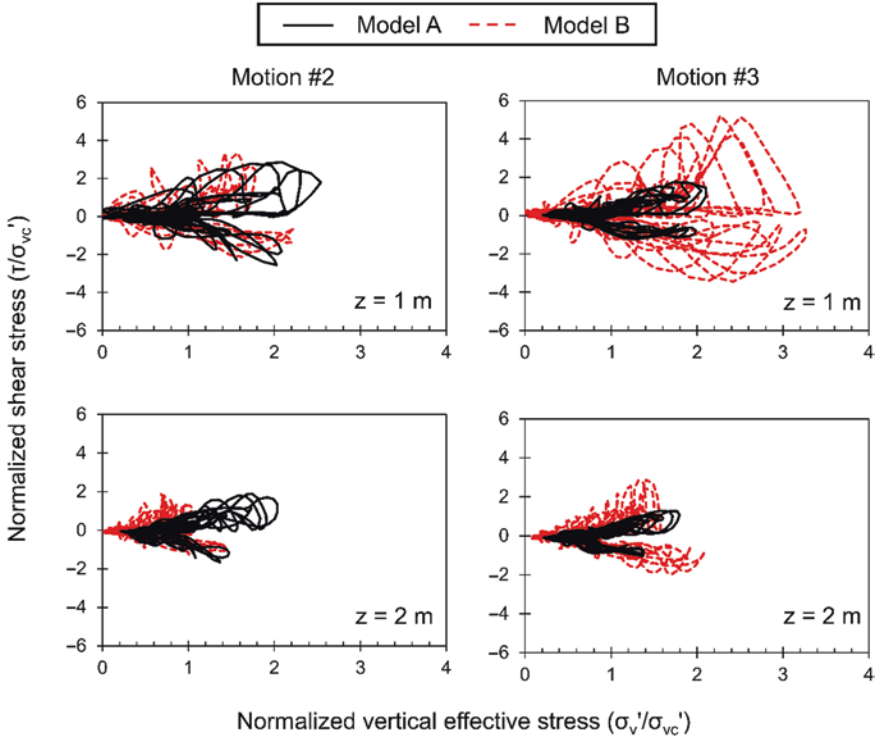 Model A Model B
Motion #2 Motion #3
Normalized shear stress (τ/σvc')
6
4
2
0
−2
−4
−6
0 1 2 3 4
z = 1 m
6
4
2
0
−2
−4
−6
0 1 2 3 4
z = 1 m
6
4
2
0
−2
−4
−6
0 1 2 3 4
z = 2 m
6
4
2
0
−2
−4
−6
0 1 2 3 4
z = 2 m
Normalized vertical effective stress (σv'/σvc')